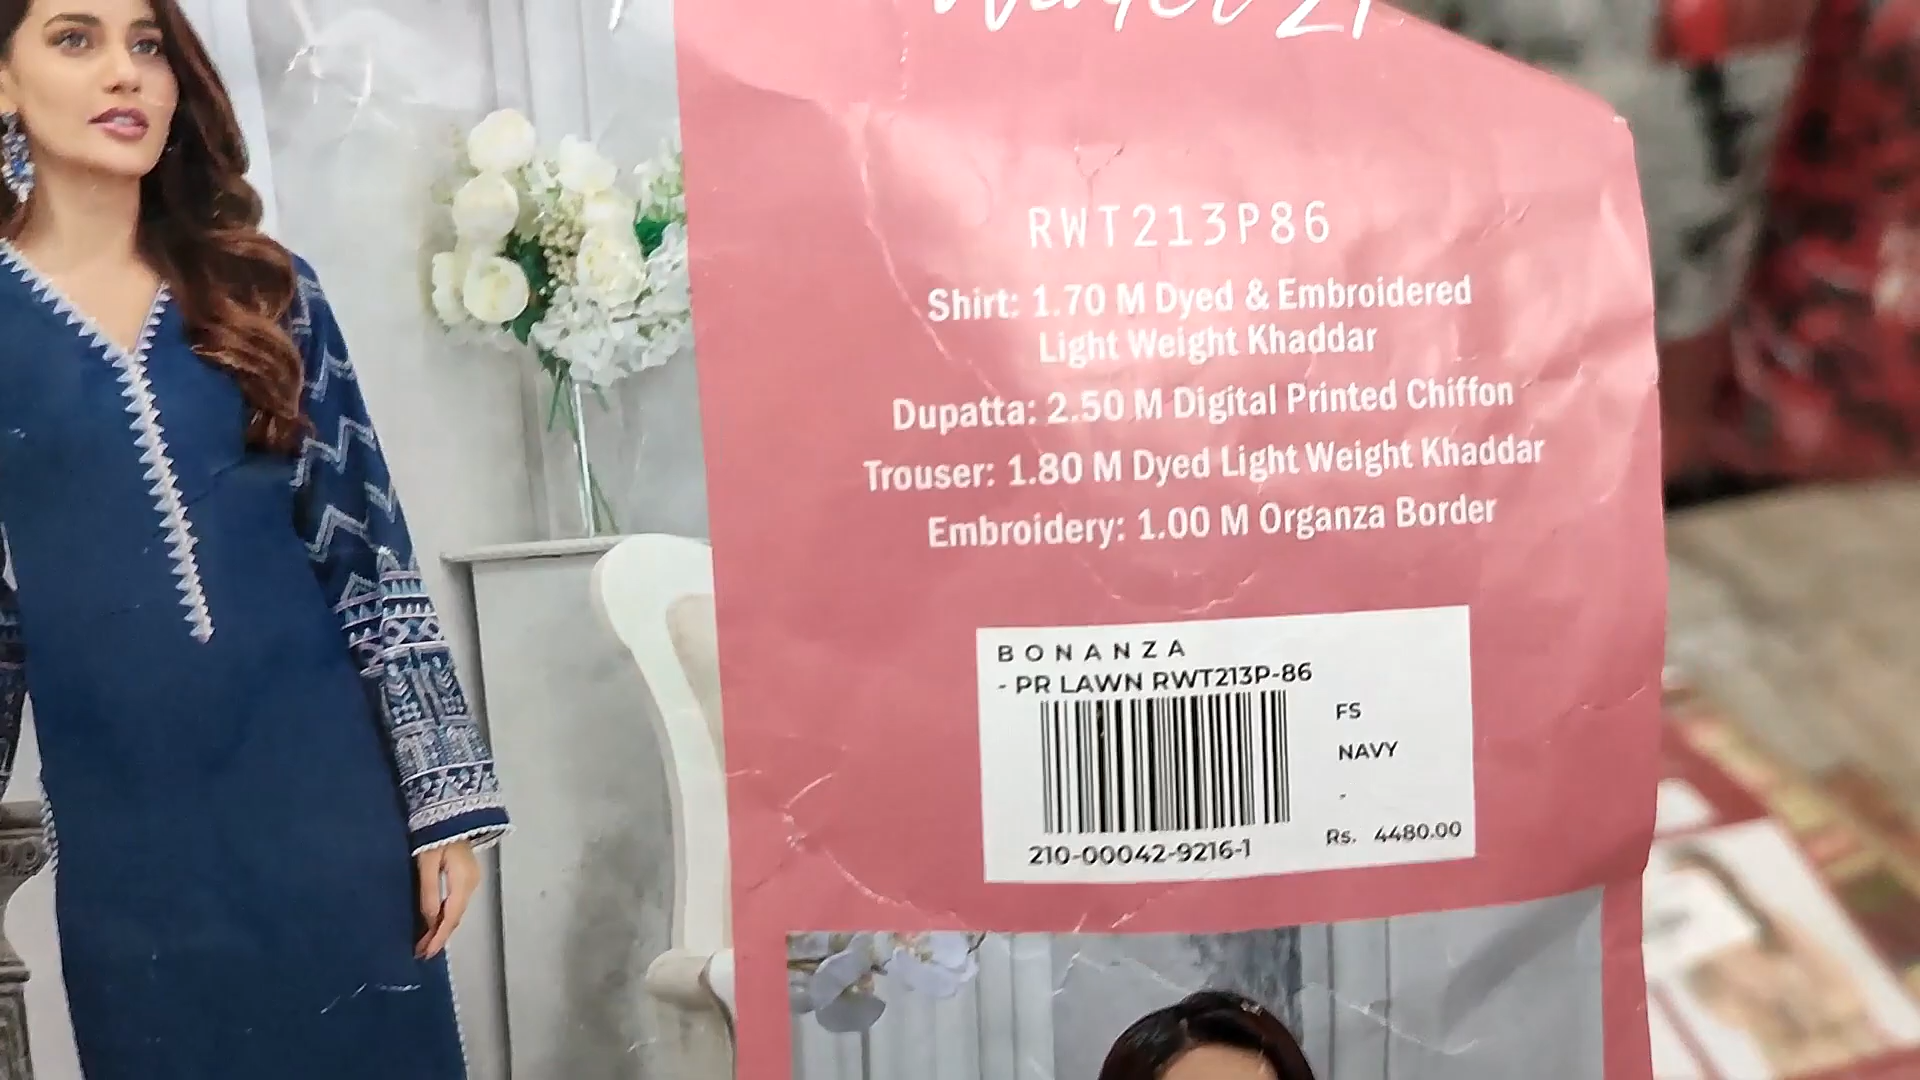 Winter 21
RWT213P86
Shirt: 1.70 M Dyed & Embroidered
Light Weight Khaddar
Dupatta: 2.50 M Digital Printed Chiffon
Trouser: 1.80 M Dyed Light Weight Khaddar
Embroidery: 1.00 M Organza Border
BONANZA
- PR LAWN RWT213P-86
FS
NAVY
-
210-00042-9216-1
Rs. 4480.00